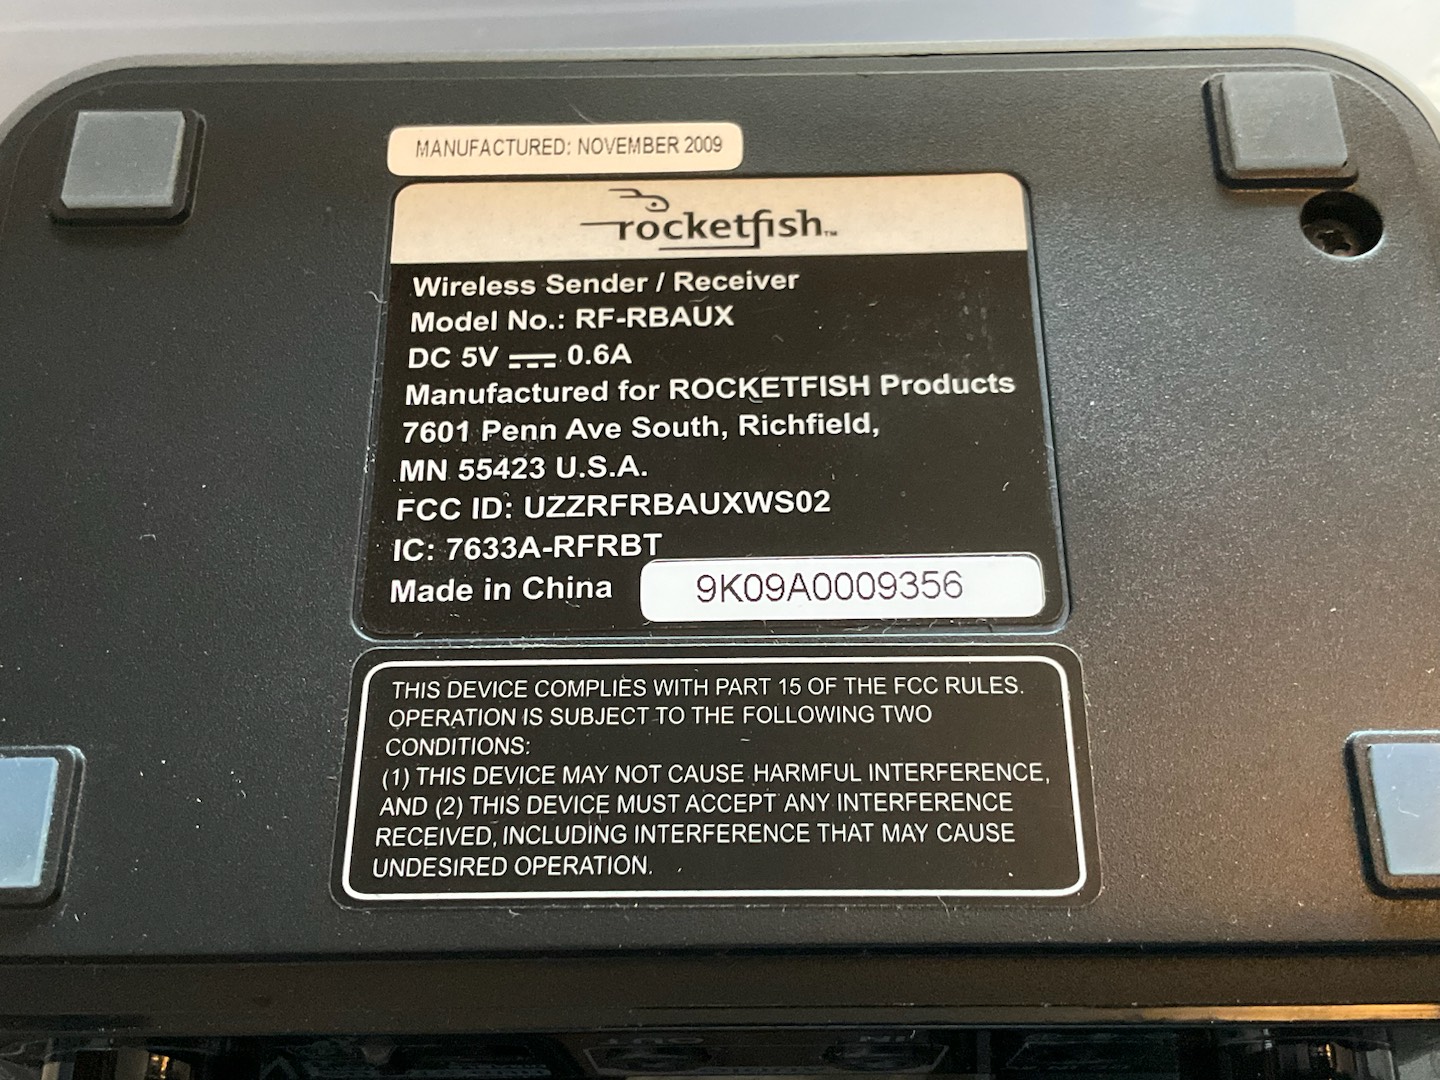 MANUFACTURED: NOVEMBER 2009
rocketfish™
Wireless Sender / Receiver
Model No.: RF-RBAUX
DC 5V ⎓ 0.6A
Manufactured for ROCKETFISH Products
7601 Penn Ave South, Richfield,
MN 55423 U.S.A.
FCC ID: UZZRFRBAUXWS02
IC: 7633A-RFRBT
Made in China 9K09A0009356
THIS DEVICE COMPLIES WITH PART 15 OF THE FCC RULES.
OPERATION IS SUBJECT TO THE FOLLOWING TWO
CONDITIONS:
(1) THIS DEVICE MAY NOT CAUSE HARMFUL INTERFERENCE,
AND (2) THIS DEVICE MUST ACCEPT ANY INTERFERENCE
RECEIVED, INCLUDING INTERFERENCE THAT MAY CAUSE
UNDESIRED OPERATION.
OUT IN